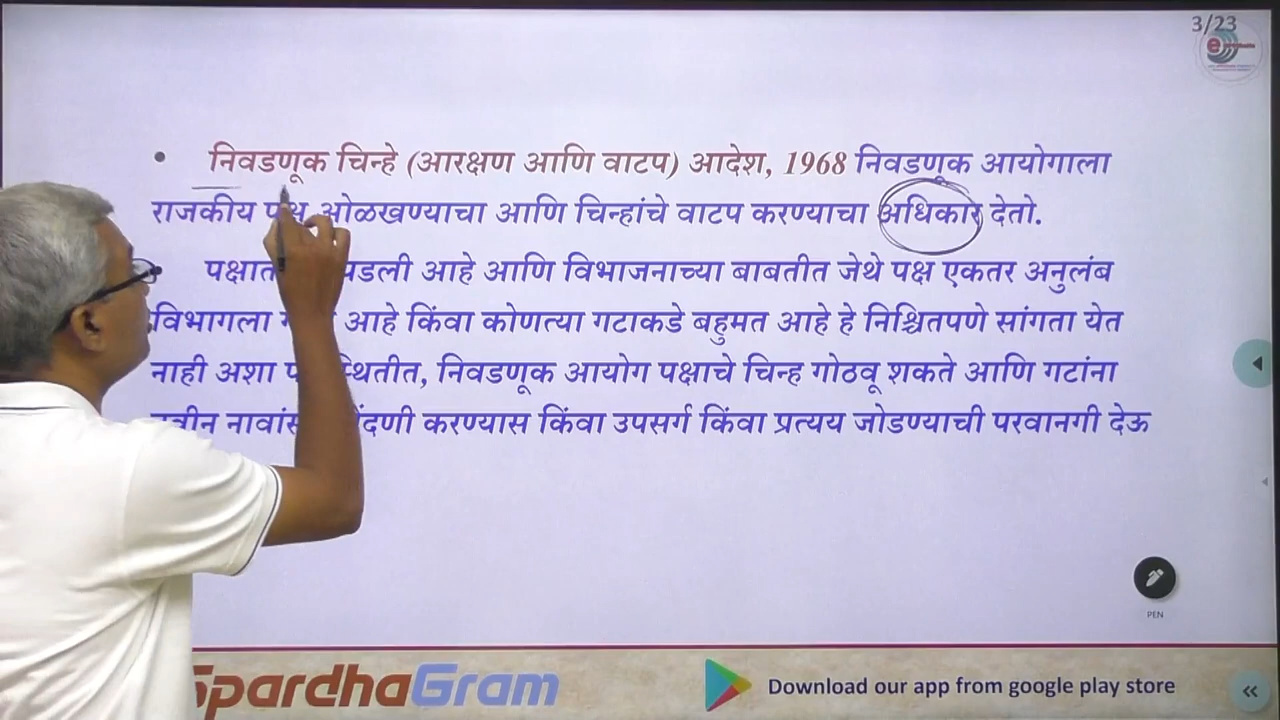 3/23
• निवडणूक चिन्हे (आरक्षण आणि वाटप) आदेश, 1968 निवडणूक आयोगाला
राजकीय पक्ष ओळखण्याचा आणि चिन्हांचे वाटप करण्याचा अधिकार देतो.
पडली आहे आणि विभाजनाच्या बाबतीत जेथे पक्ष एकतर अनुलंब
विभागला आहे किंवा कोणत्या गटाकडे बहुमत आहे हे निश्चितपणे सांगता येत
नाही अशा निवडणूक आयोग पक्षाचे चिन्ह गोठवू शकते आणि गटांना
करण्यास किंवा उपसर्ग किंवा प्रत्यय जोडण्याची परवानगी देऊ
PEN
SpardhaGram
Download our app from google play store